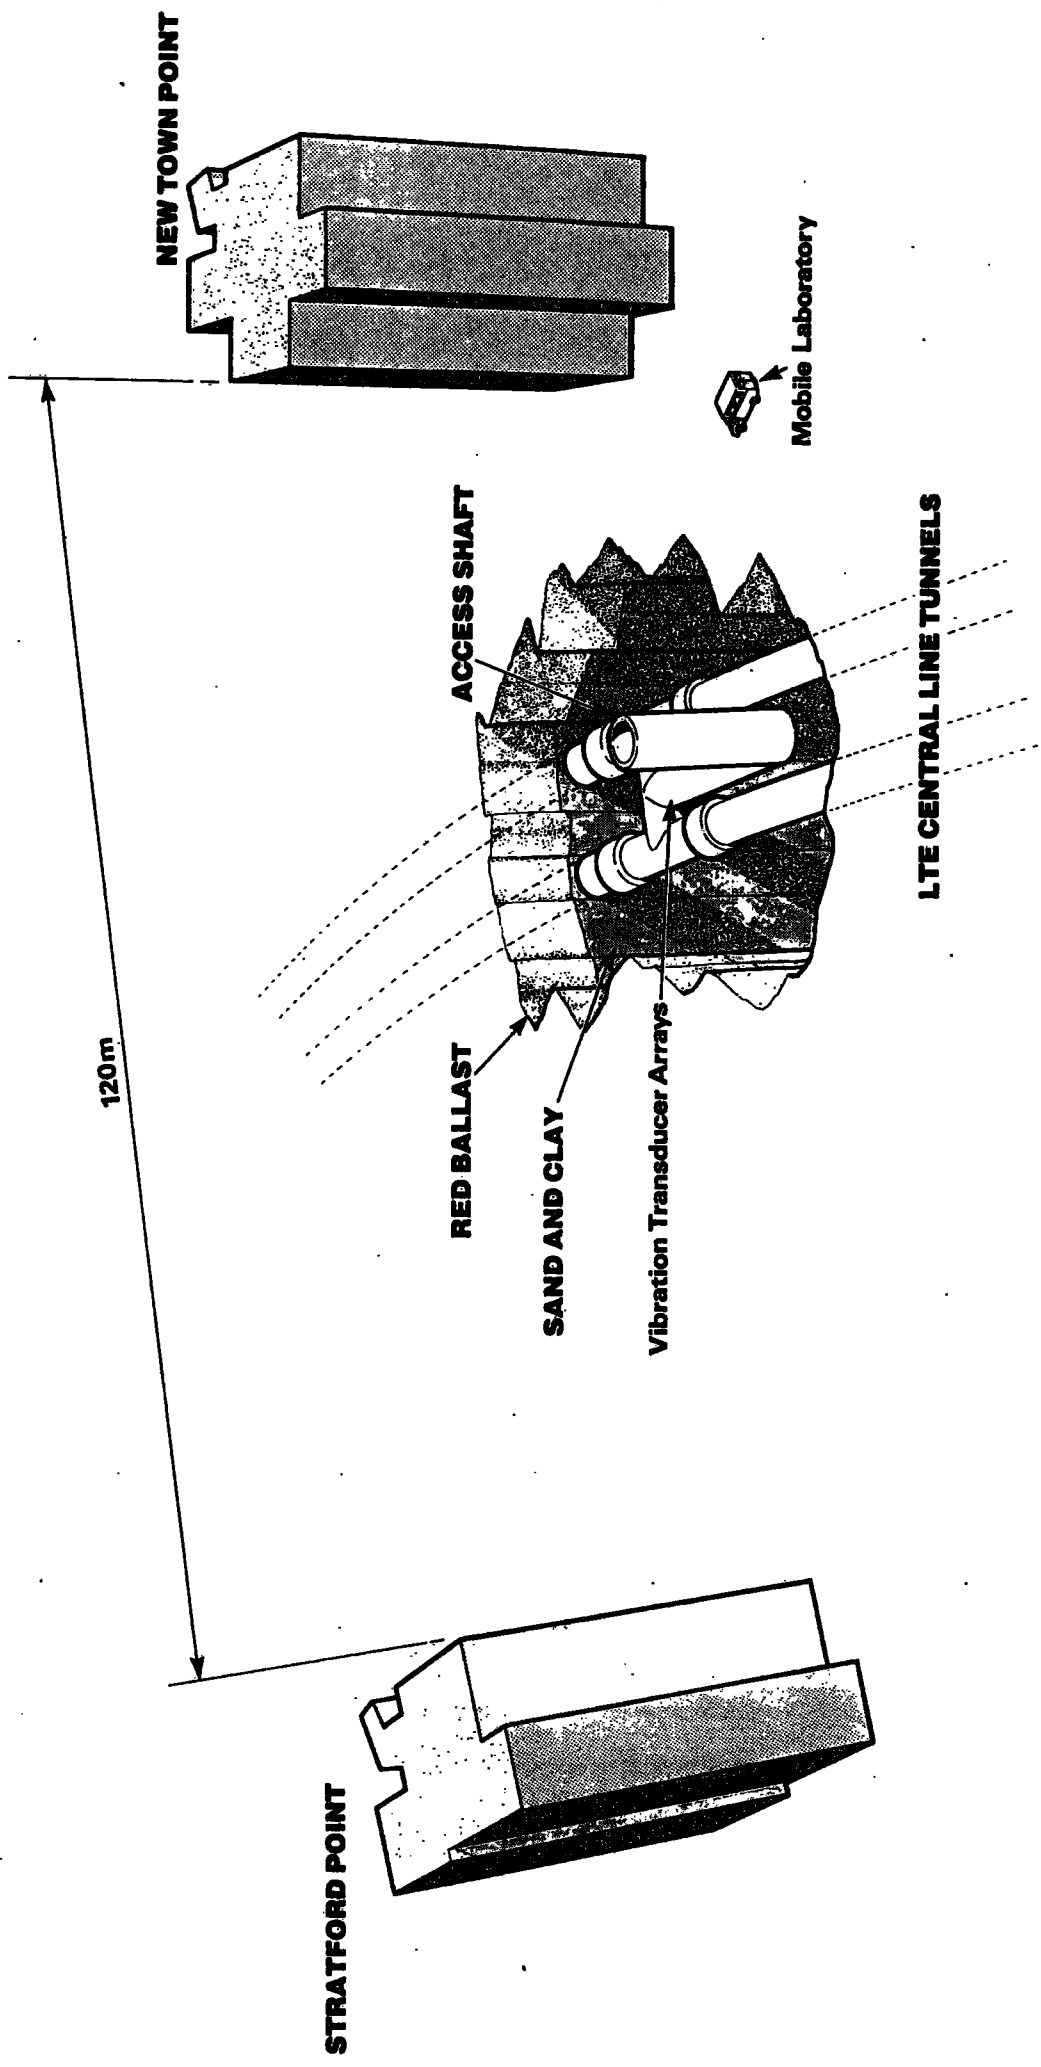 NEW TOWN POINT
120m
STRATFORD POINT
ACCESS SHAFT
RED BALLAST
SAND AND CLAY
Vibration Transducer Arrays
Mobile Laboratory
LTE CENTRAL LINE TUNNELS